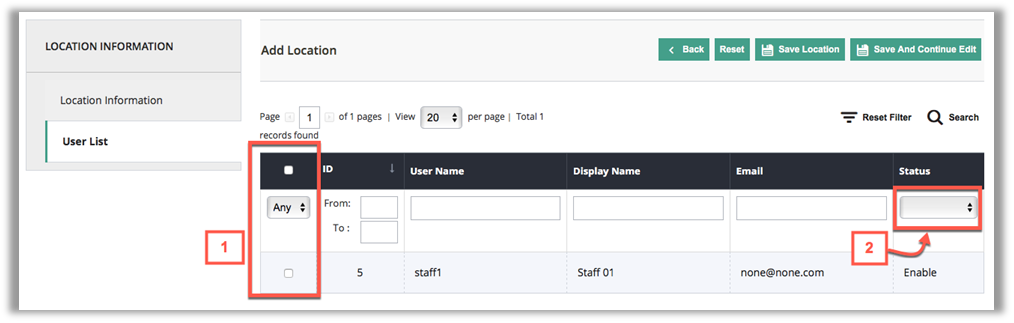 LOCATION INFORMATION
Location Information
User List
Add Location
Back Reset Save Location Save And Continue Edit
Page 1 of 1 pages | View 20 per page | Total 1
records found
Reset Filter Search
ID User Name Display Name Email Status
Any From:
To :
1
2
5 staff1 Staff 01 none@none.com Enable